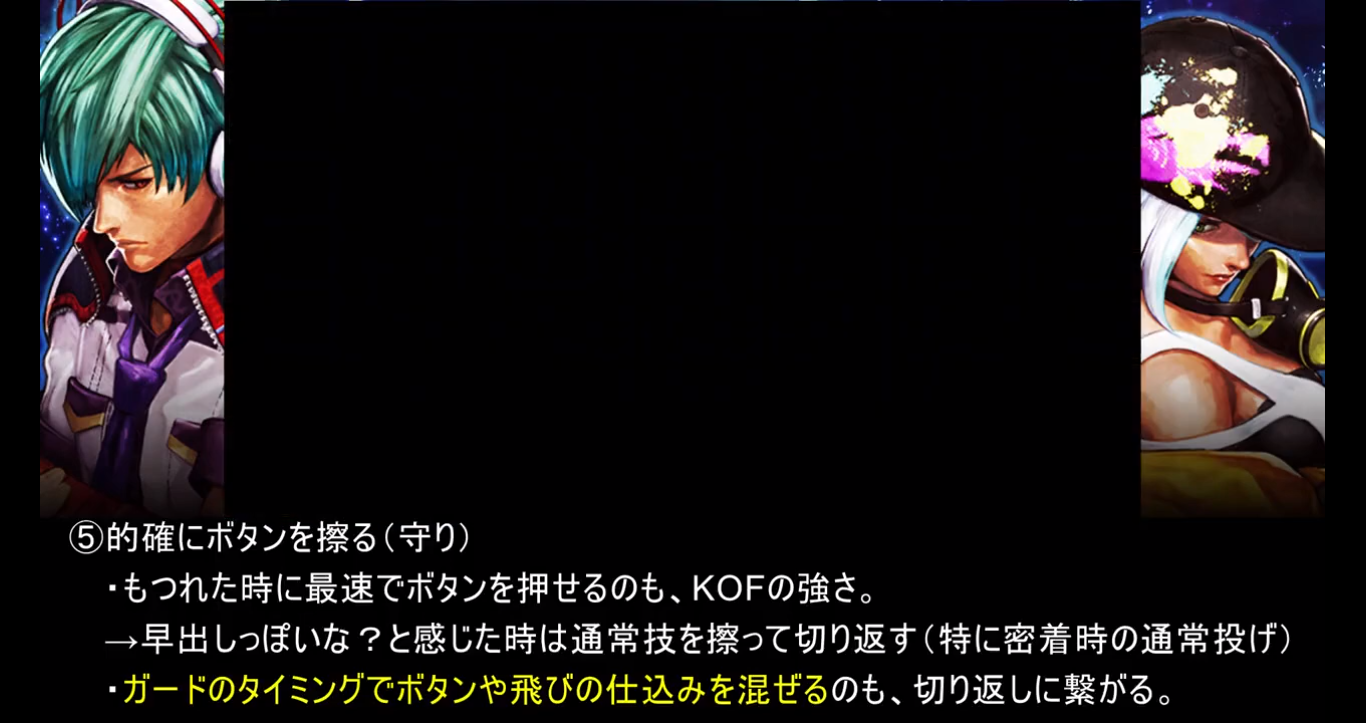 ⑤的確にボタンを擦る（守り）
・もつれた時に最速でボタンを押せるのも、KOFの強さ。
→早出しっぽいな？と感じた時は通常技を擦って切り返す（特に密着時の通常投げ）
・ガードのタイミングでボタンや飛びの仕込みを混ぜるのも、切り返しに繋がる。